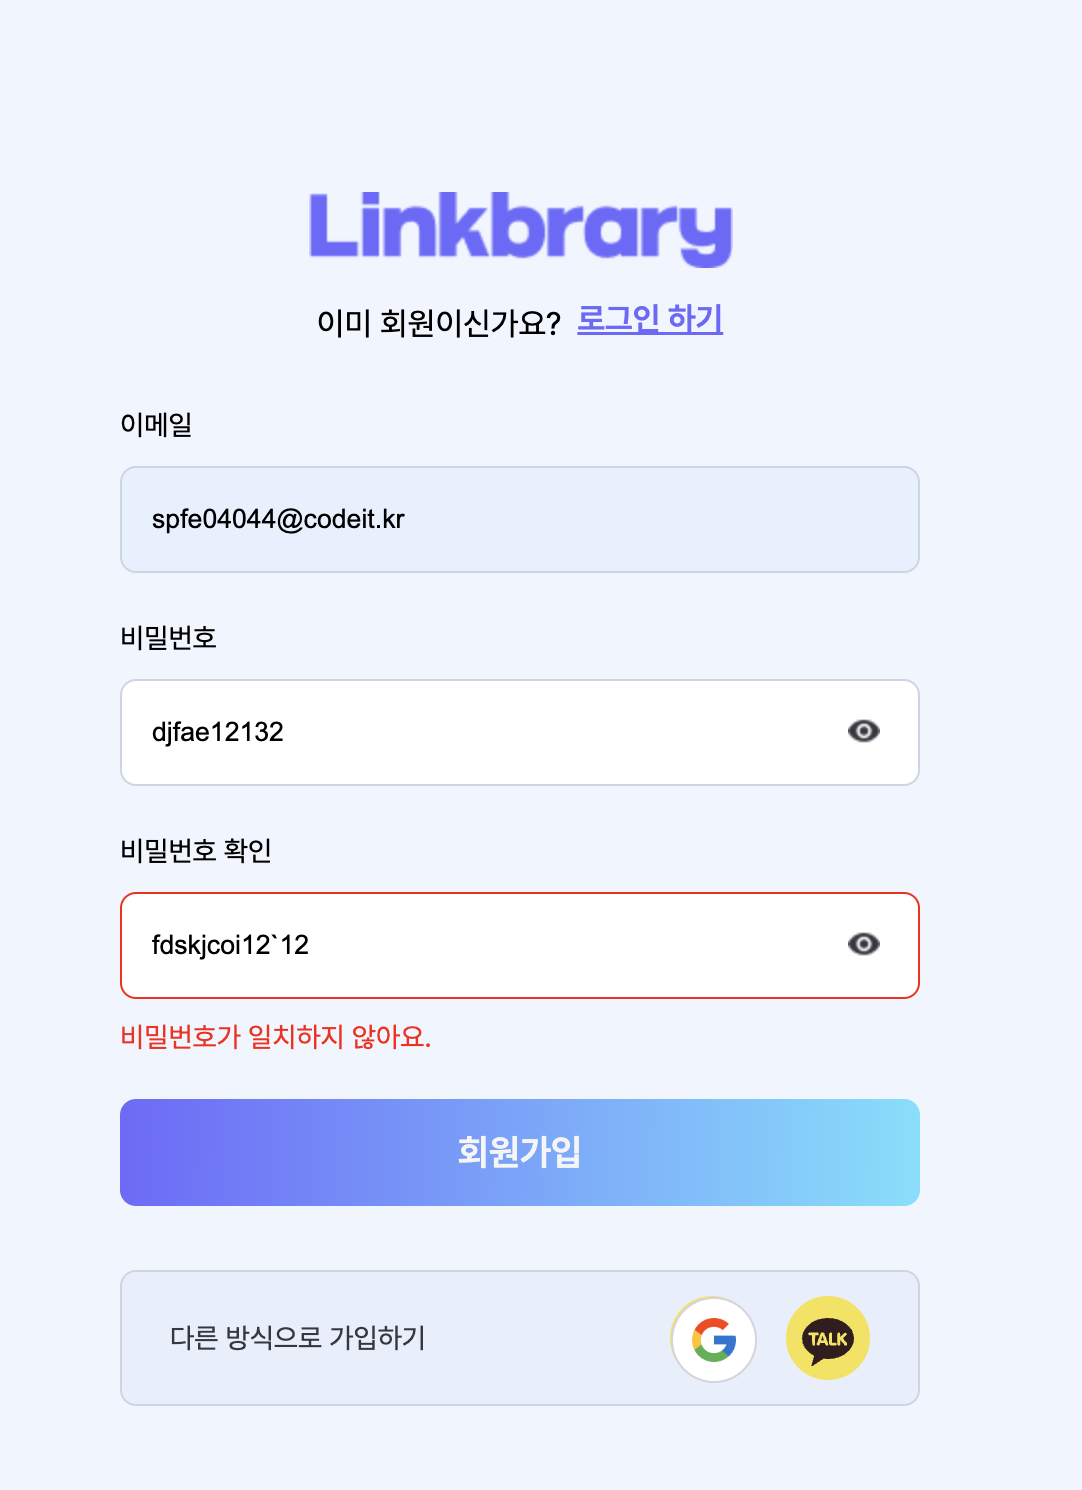 Linkbrary
이미 회원이신가요? 로그인 하기
이메일
spfe04044@codeit.kr
비밀번호
djfae12132
비밀번호 확인
fdskjcoi12`12
비밀번호가 일치하지 않아요.
회원가입
다른 방식으로 가입하기 G TALK